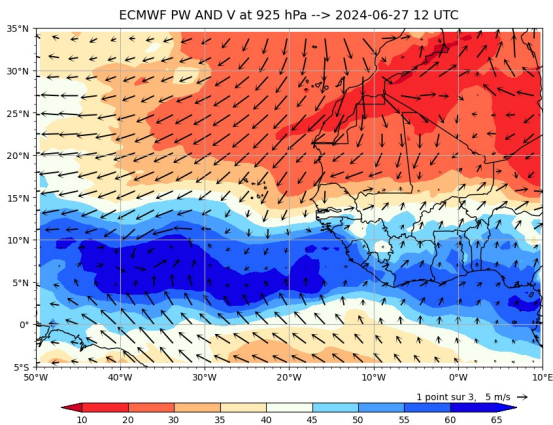 ECMWF PW AND V at 925 hPa --> 2024-06-27 12 UTC
35°N
30°N
25°N
20°N
15°N
10°N
5°N
0°
5°S
50°W 40°W 30°W 20°W 10°W 0°W 10°E
1 point sur 3, 5 m/s
10 20 30 35 40 45 50 55 60 65